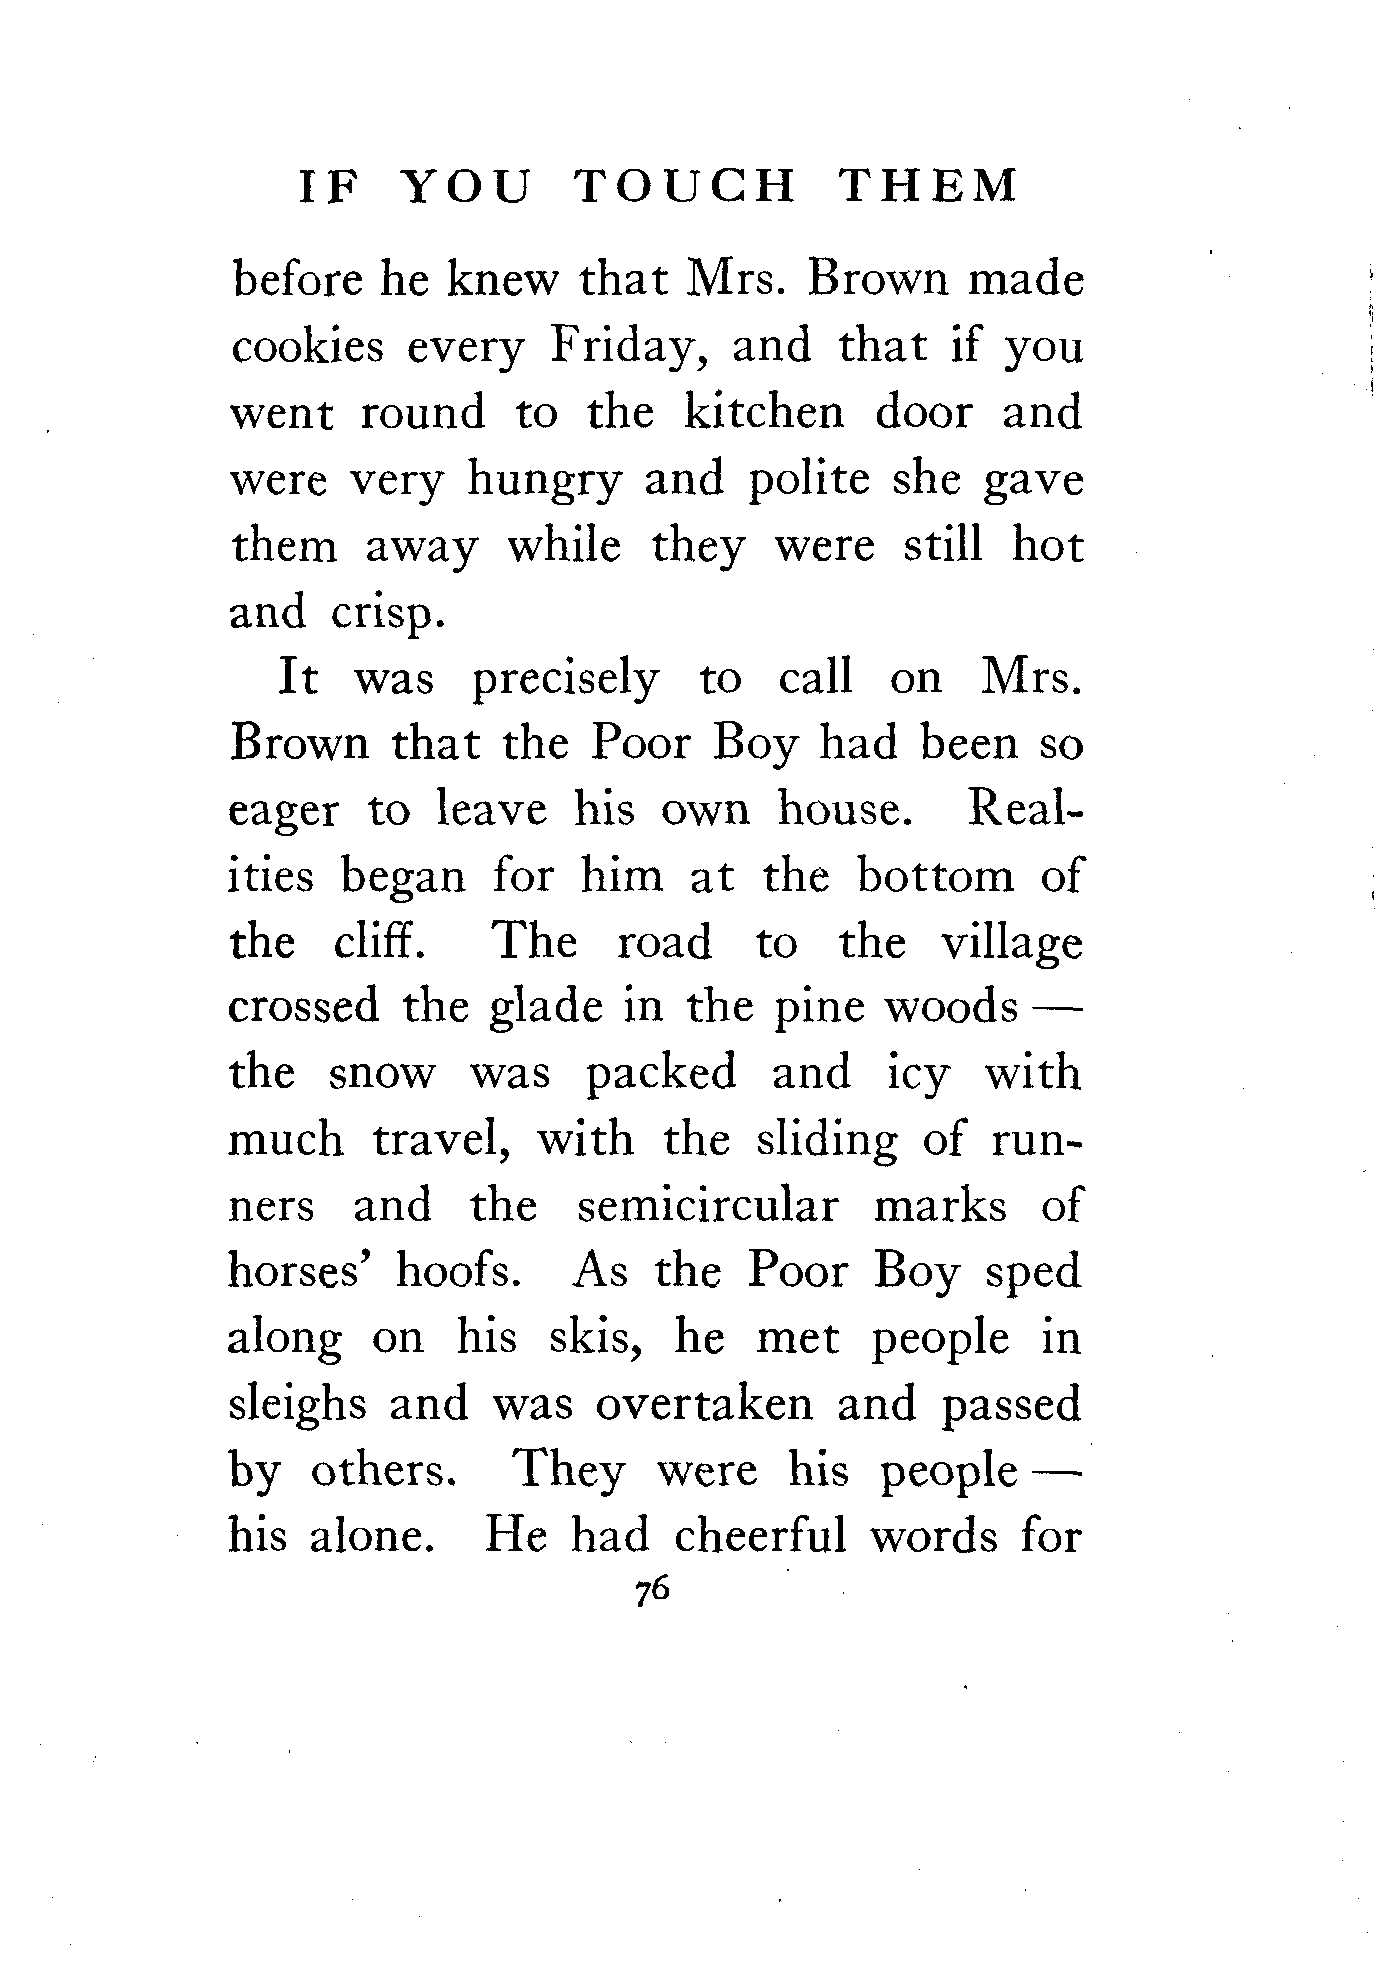 IF YOU TOUCH THEM
before he knew that Mrs. Brown made
cookies every Friday, and that if you
went round to the kitchen door and
were very hungry and polite she gave
them away while they were still hot
and crisp.
It was precisely to call on Mrs.
Brown that the Poor Boy had been so
eager to leave his own house. Real-
ities began for him at the bottom of
the cliff. The road to the village
crossed the glade in the pine woods —
the snow was packed and icy with
much travel, with the sliding of run-
ners and the semicircular marks of
horses' hoofs. As the Poor Boy sped
along on his skis, he met people in
sleighs and was overtaken and passed
by others. They were his people —
his alone. He had cheerful words for
76